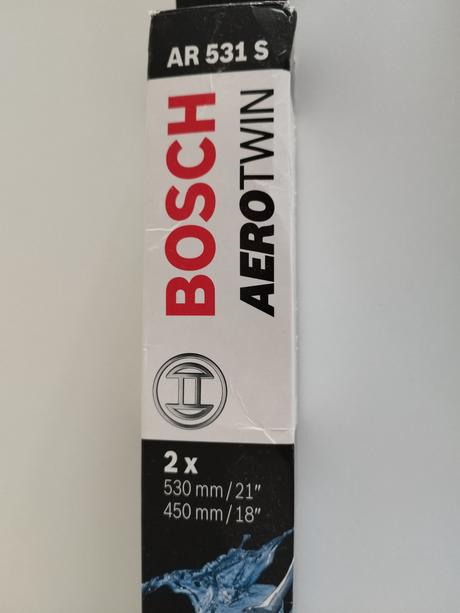 AR 531 S
BOSCH
AEROTWIN
2 x
530 mm / 21″
450 mm / 18″